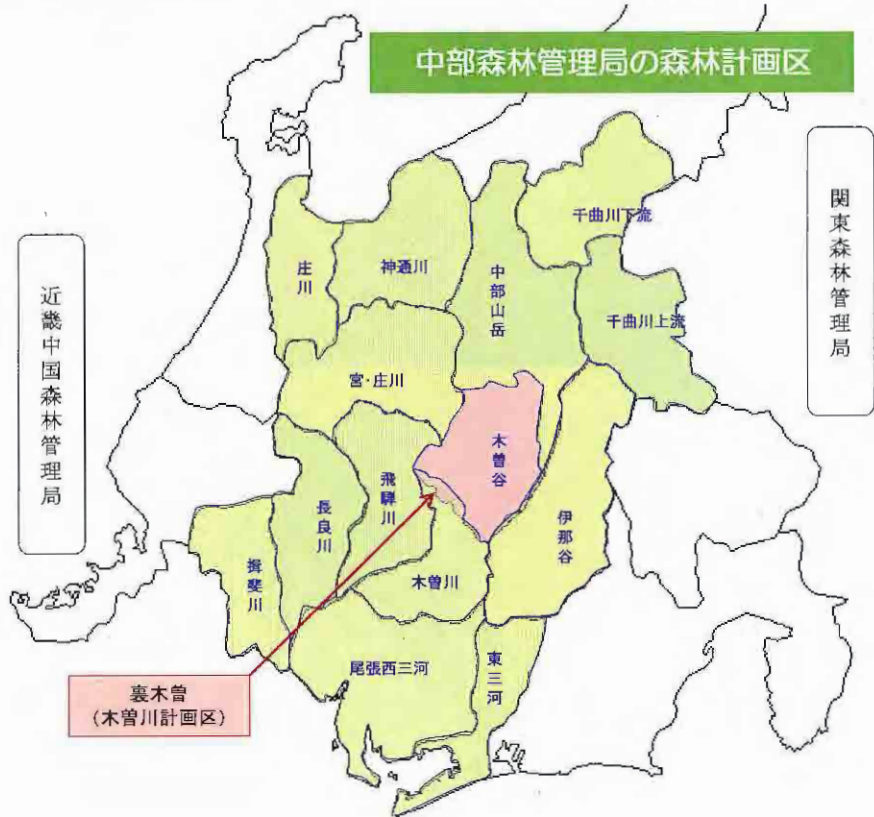 中部森林管理局の森林計画区
関東森林管理局
近畿中国森林管理局
千曲川下流
庄川
神通川
中部山岳
千曲川上流
宮・庄川
木曽谷
飛騨川
長良川
伊那谷
揖斐川
木曽川
尾張西三河
東三河
裏木曽
(木曽川計画区)